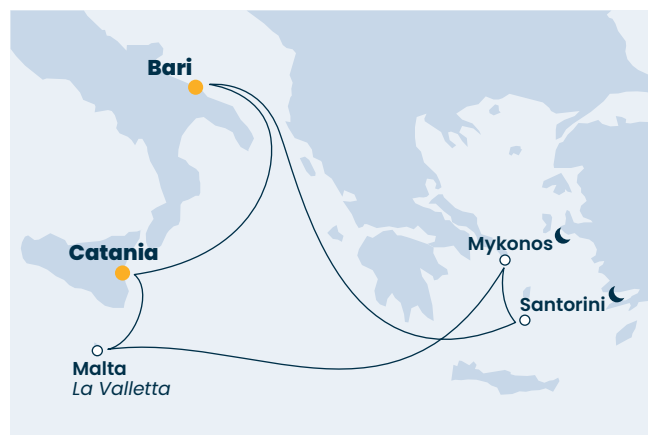 Bari
Catania
Mykonos
Santorini
Malta
La Valletta